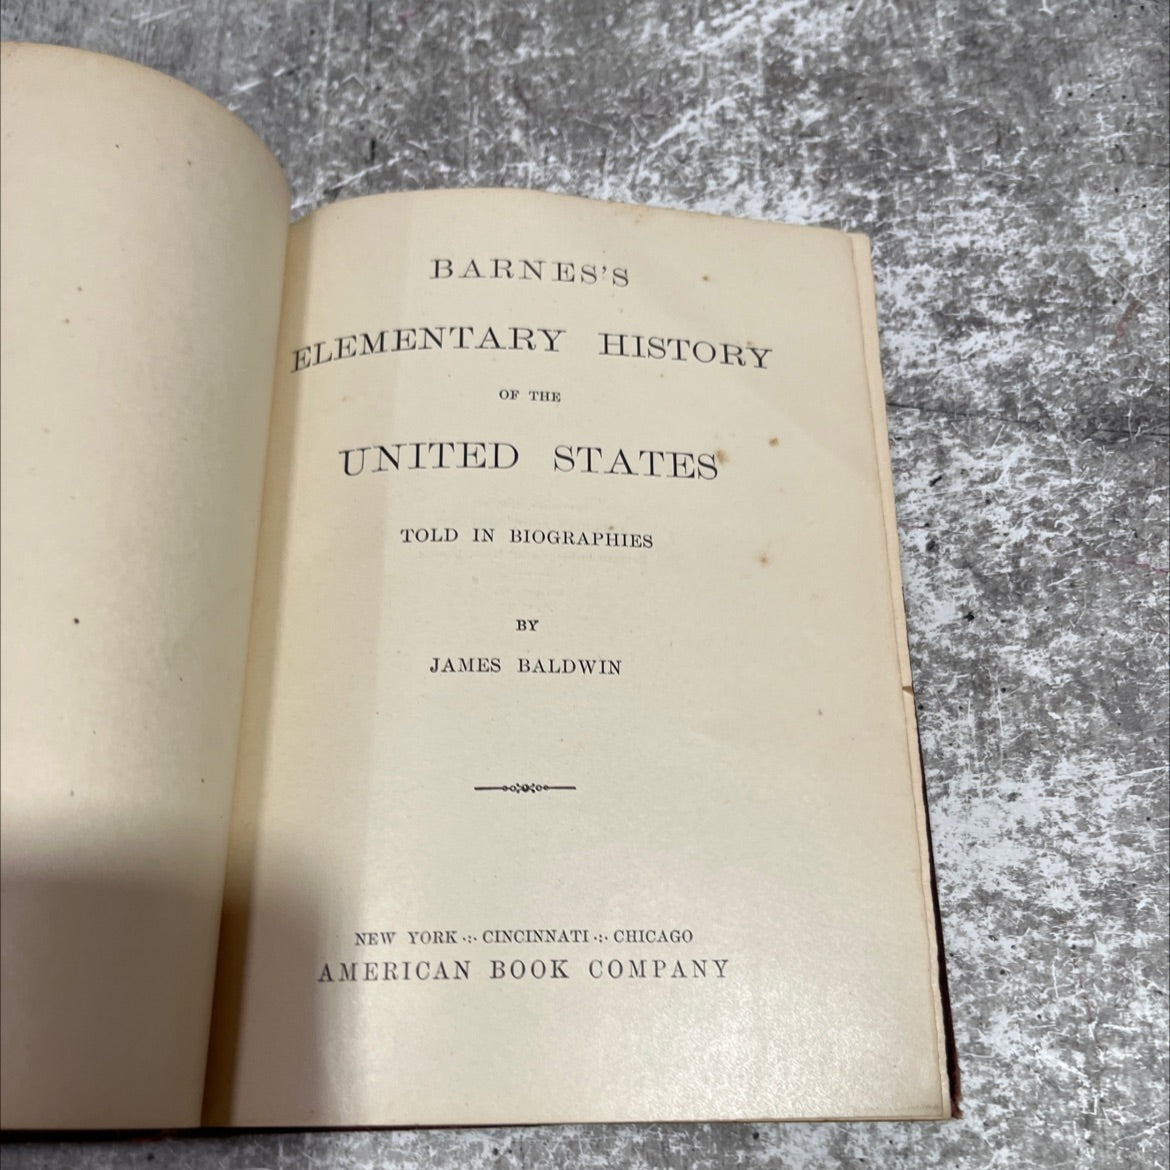 BARNES'S
ELEMENTARY HISTORY
OF THE
UNITED STATES
TOLD IN BIOGRAPHIES
BY
JAMES BALDWIN
NEW YORK ·:· CINCINNATI ·:· CHICAGO
AMERICAN BOOK COMPANY